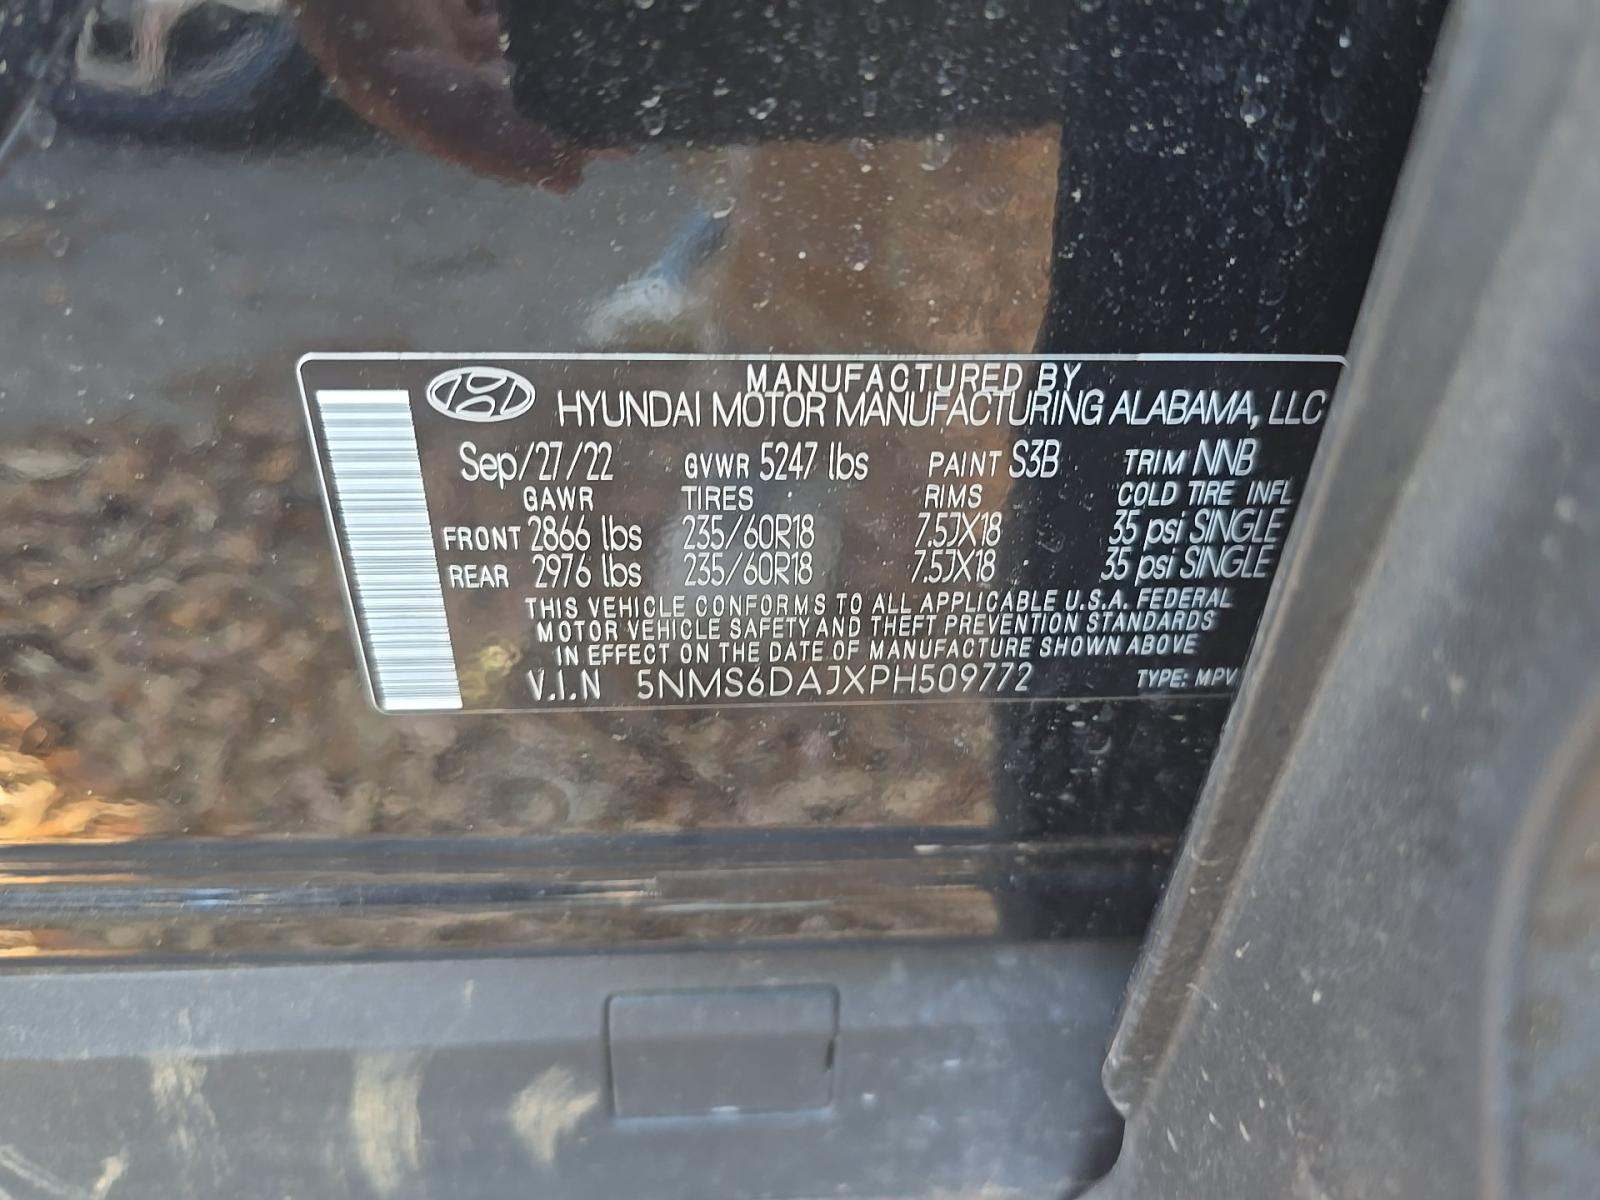 MANUFACTURED BY
HYUNDAI MOTOR MANUFACTURING ALABAMA, LLC
Sep/27/22 GVWR 5247 lbs PAINT S3B TRIM NNB
GAWR TIRES RIMS COLD TIRE INFL
FRONT 2866 lbs 235/60R18 7.5JX18 35 psi SINGLE
REAR 2976 lbs 235/60R18 7.5JX18 35 psi SINGLE
THIS VEHICLE CONFORMS TO ALL APPLICABLE U.S.A. FEDERAL
MOTOR VEHICLE SAFETY AND THEFT PREVENTION STANDARDS
IN EFFECT ON THE DATE OF MANUFACTURE SHOWN ABOVE
V.I.N 5NMS6DAJXPH509772 TYPE: MPV